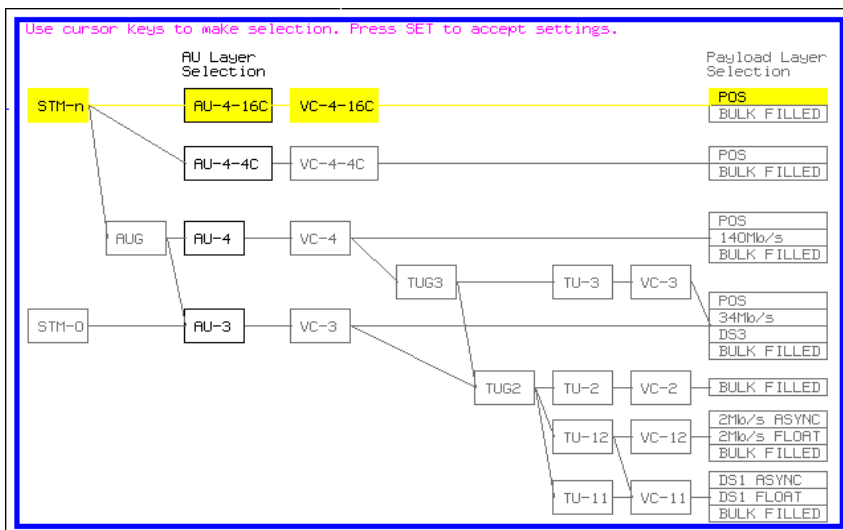 Use cursor keys to make selection. Press SET to accept settings.
AU Layer
Selection
Payload Layer
Selection
STM-n
AU-4-16C
VC-4-16C
POS
BULK FILLED
AU-4-4C
VC-4-4C
POS
BULK FILLED
AUG
AU-4
VC-4
POS
140Mb/s
BULK FILLED
TUG3
TU-3
VC-3
STM-0
AU-3
VC-3
POS
34Mb/s
DS3
BULK FILLED
TUG2
TU-2
VC-2
BULK FILLED
TU-12
VC-12
2Mb/s ASYNC
2Mb/s FLOAT
BULK FILLED
TU-11
VC-11
DS1 ASYNC
DS1 FLOAT
BULK FILLED